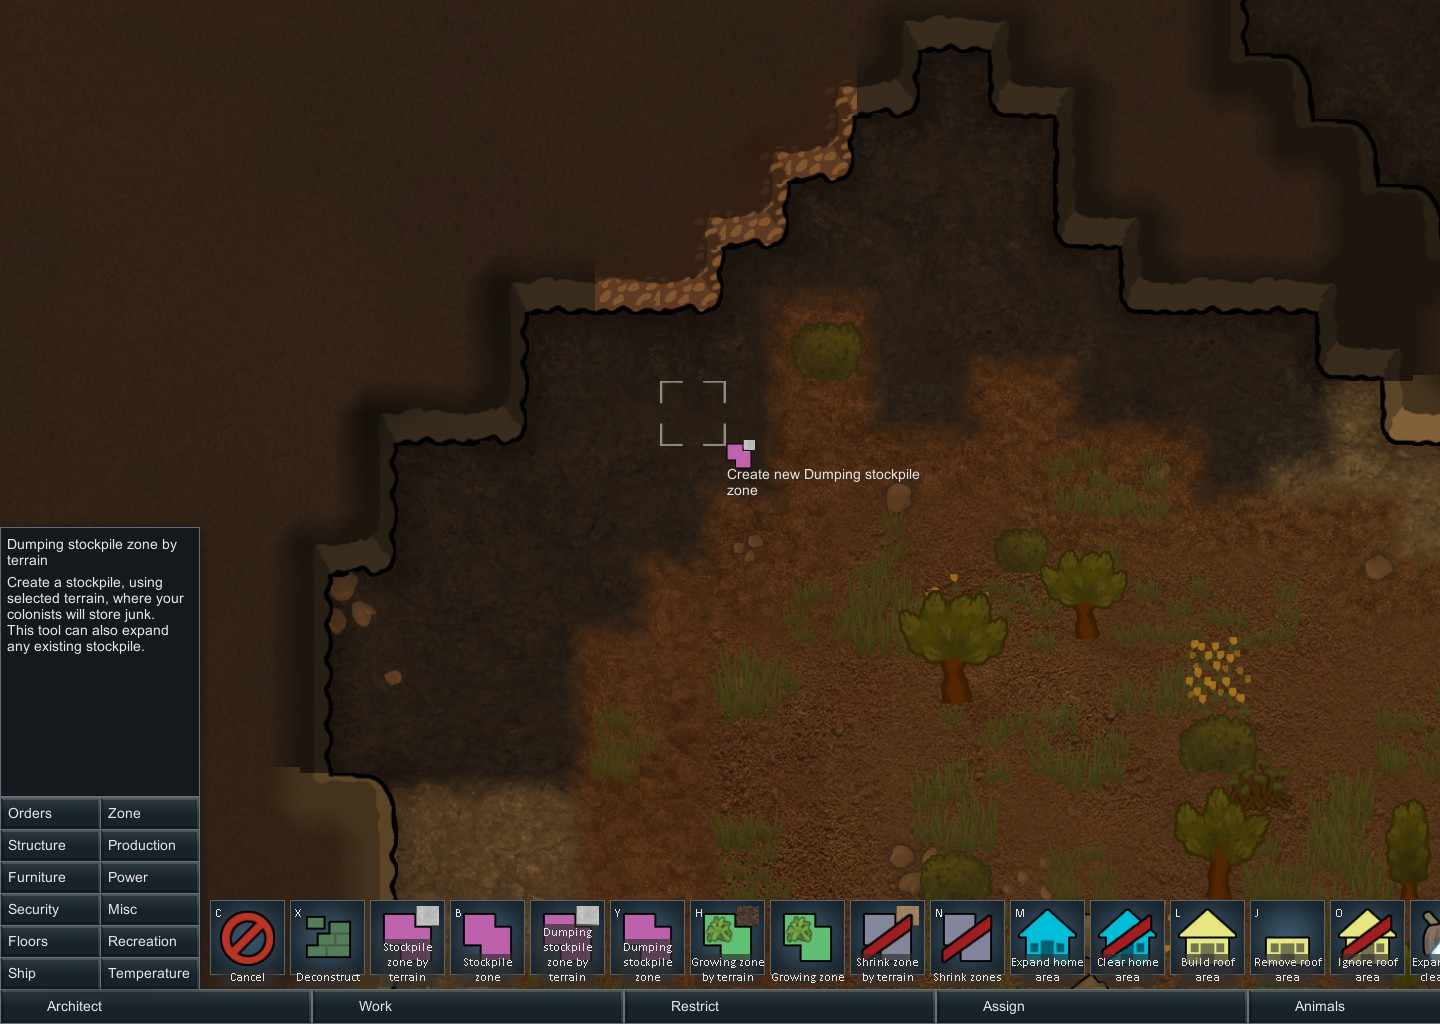 Create new Dumping stockpile
zone
Dumping stockpile zone by
terrain
Create a stockpile, using
selected terrain, where your
colonists will store junk.
This tool can also expand
any existing stockpile.
Orders
Zone
Structure
Production
Furniture
Power
Security
Misc
Floors
Recreation
Ship
Temperature
C
Cancel
X
Deconstruct
Stockpile
zone by
terrain
B
Stockpile
zone
Dumping
stockpile
zone by
terrain
Y
Dumping
stockpile
zone
H
Growing zone
by terrain
Growing zone
Shrink zone
by terrain
N
Shrink zones
M
Expand home
area
Clear home
area
L
Build roof
area
J
Remove roof
area
O
Ignore roof
area
Expan
clea
Architect
Work
Restrict
Assign
Animals